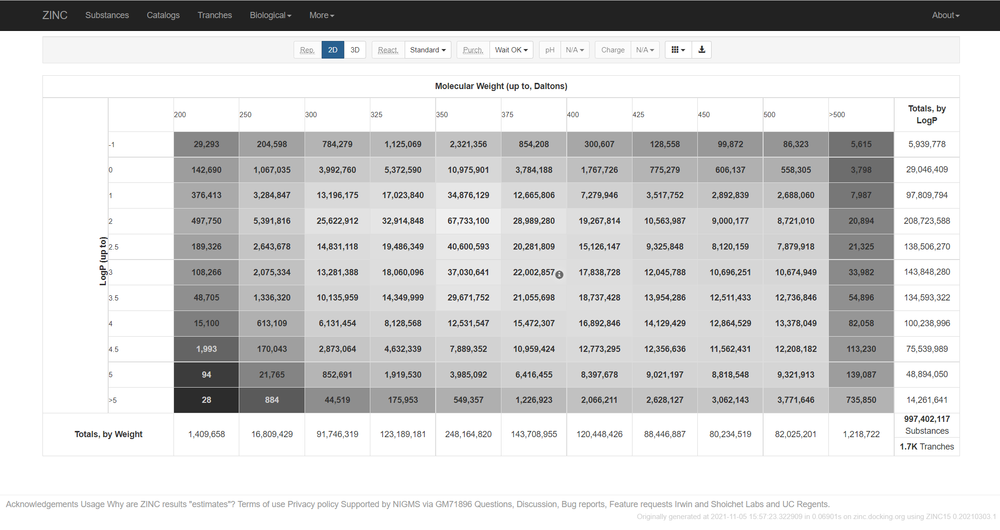 ZINC Substances Catalogs Tranches Biological More About
Rep. 2D 3D React. Standard Purch. Wait OK pH N/A Charge N/A
Molecular Weight (up to, Daltons)
200 250 300 325 350 375 400 425 450 500 >500 Totals, by LogP
LogP (up to)
-1 29,293 204,598 784,279 1,125,069 2,321,356 854,208 300,607 128,558 99,872 86,323 5,615 5,939,778
0 142,690 1,067,035 3,992,760 5,372,590 10,975,901 3,784,188 1,767,726 775,279 606,137 558,305 3,798 29,046,409
1 376,413 3,284,847 13,196,175 17,023,840 34,876,129 12,665,806 7,279,946 3,517,752 2,892,839 2,688,060 7,987 97,809,794
2 497,750 5,391,816 25,622,912 32,914,848 67,733,100 28,989,280 19,267,814 10,563,987 9,000,177 8,721,010 20,894 208,723,588
2.5 189,326 2,643,678 14,831,118 19,486,349 40,600,593 20,281,809 15,126,147 9,325,848 8,120,159 7,879,918 21,325 138,506,270
3 108,266 2,075,334 13,281,388 18,060,096 37,030,641 22,002,857 17,838,728 12,045,788 10,696,251 10,674,949 33,982 143,848,280
3.5 48,705 1,336,320 10,135,959 14,349,999 29,671,752 21,055,698 18,737,428 13,954,286 12,511,433 12,736,846 54,896 134,593,322
4 15,100 613,109 6,131,454 8,128,568 12,531,547 15,472,307 16,892,846 14,129,429 12,864,529 13,378,049 82,058 100,238,996
4.5 1,993 170,043 2,873,064 4,632,339 7,889,352 10,959,424 12,773,295 12,356,636 11,562,431 12,208,182 113,230 75,539,989
5 94 21,765 852,691 1,919,530 3,985,092 6,416,455 8,397,678 9,021,197 8,818,548 9,321,913 139,087 48,894,050
>5 28 884 44,519 175,953 549,357 1,226,923 2,066,211 2,628,127 3,062,143 3,771,646 735,850 14,261,641
Totals, by Weight 1,409,658 16,809,429 91,746,319 123,189,181 248,164,820 143,708,955 120,448,426 88,446,887 80,234,519 82,025,201 1,218,722 997,402,117 Substances
1.7K Tranches
Acknowledgements Usage Why are ZINC results "estimates"? Terms of use Privacy policy Supported by NIGMS via GM71896 Questions, Discussion, Bug reports, Feature requests Irwin and Shoichet Labs and UC Regents.
Originally generated at 2021-11-05 15:57:23.322909 in 0.06901s on zinc.docking.org using ZINC15 0.20210303.1